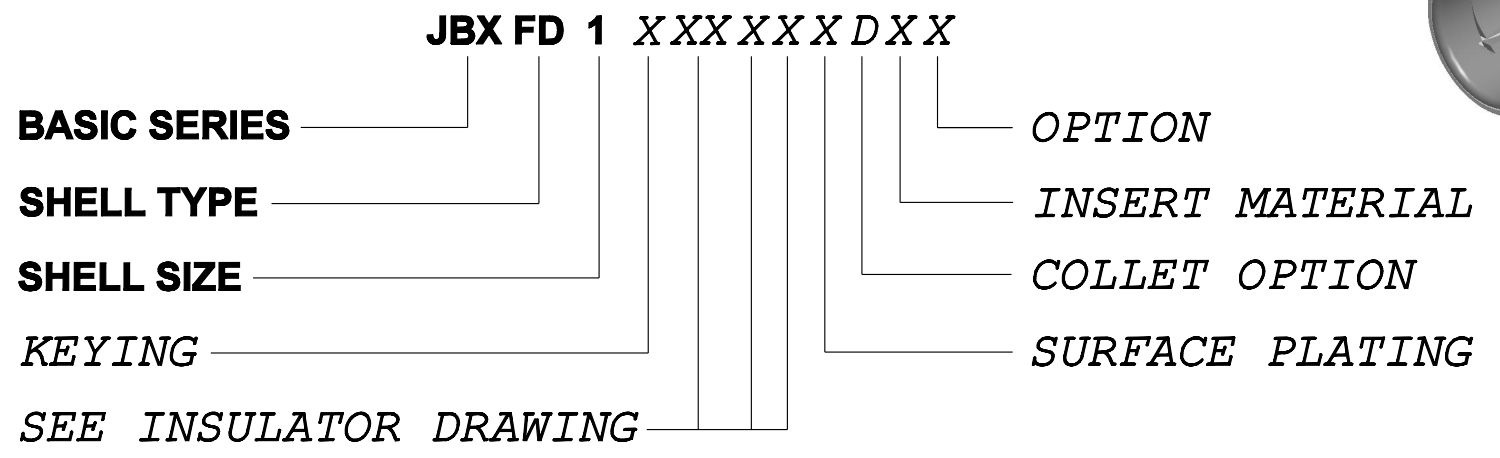 JBX FD 1 X XX X X X D X X
BASIC SERIES
SHELL TYPE
SHELL SIZE
KEYING
SEE INSULATOR DRAWING
OPTION
INSERT MATERIAL
COLLET OPTION
SURFACE PLATING